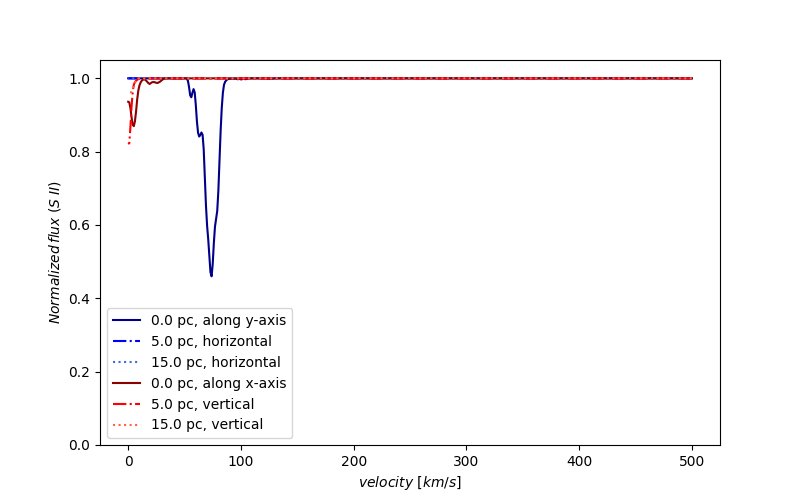 1.0
0.8
0.6
0.4
0.2
0.0
Normalized flux (S II)
0.0 pc, along y-axis
5.0 pc, horizontal
15.0 pc, horizontal
0.0 pc, along x-axis
5.0 pc, vertical
15.0 pc, vertical
0 100 200 300 400 500
velocity [km/s]